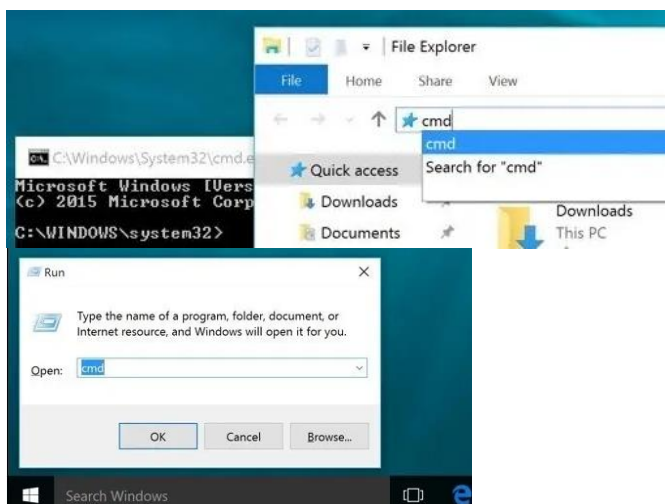 File Explorer
File Home Share View
cmd
cmd
Search for "cmd"
C:\Windows\System32\cmd.e
Microsoft Windows [Vers
(c) 2015 Microsoft Corp
C:\WINDOWS\system32>
Quick access
Downloads
Documents
Downloads
This PC
Run
Type the name of a program, folder, document, or
Internet resource, and Windows will open it for you.
Open: cmd
OK Cancel Browse...
Search Windows